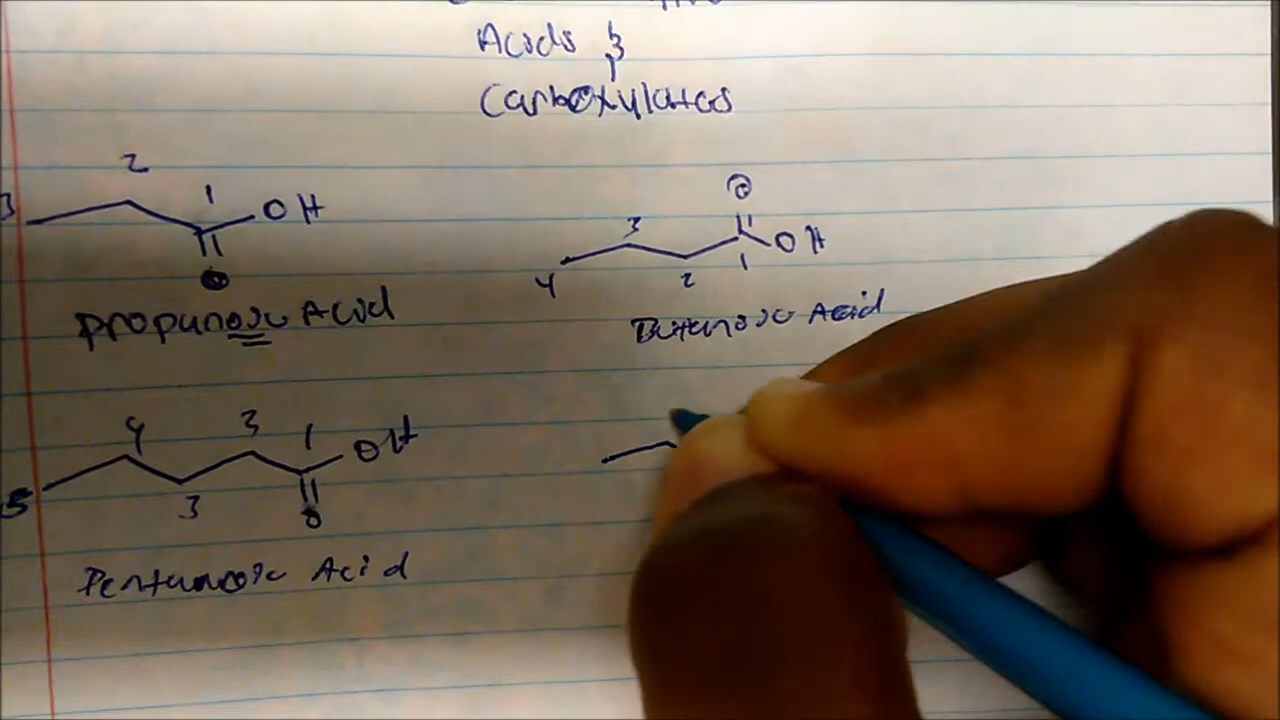 Acids &
Carboxylates
3 2 1 OH
O
Propanoic Acid
O
4 3 2 1 OH
Butanoic Acid
5 4 3 3 1 OH
O
Pentanoic Acid